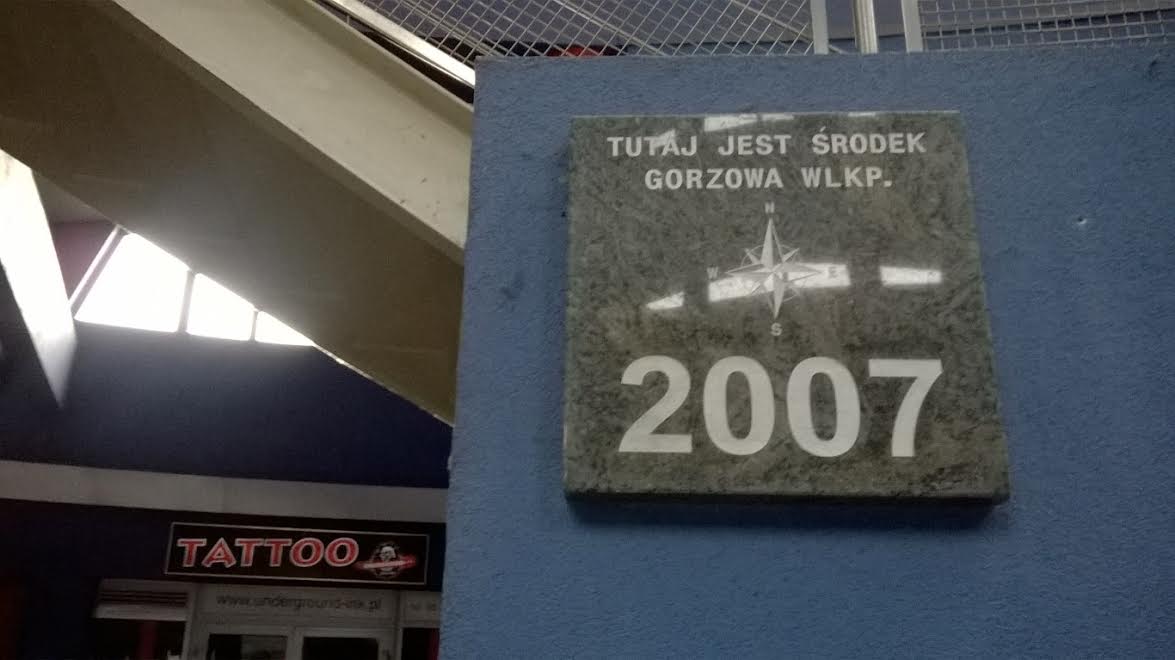 TUTAJ JEST ŚRODEK
GORZOWA WLKP.
N
W E
S
2007
TATTOO
www.underground-ink.pl